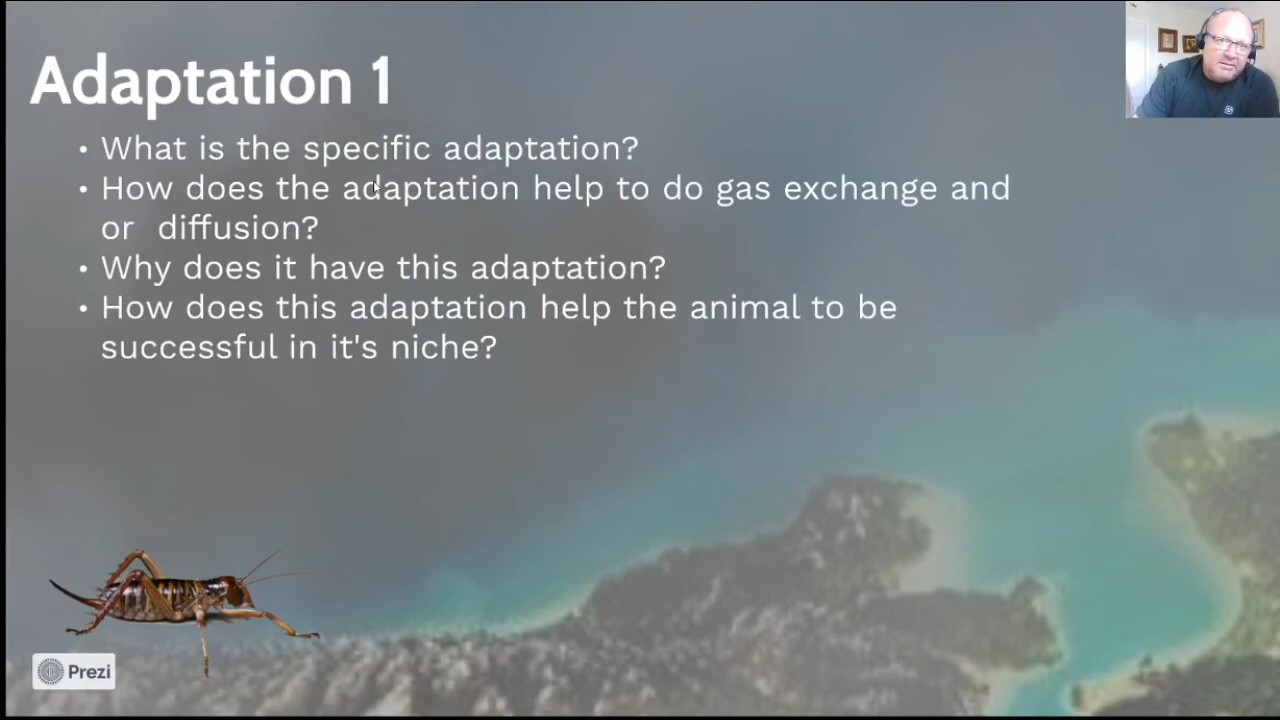 Adaptation 1
• What is the specific adaptation?
• How does the adaptation help to do gas exchange and
or diffusion?
• Why does it have this adaptation?
• How does this adaptation help the animal to be
successful in it's niche?
Prezi